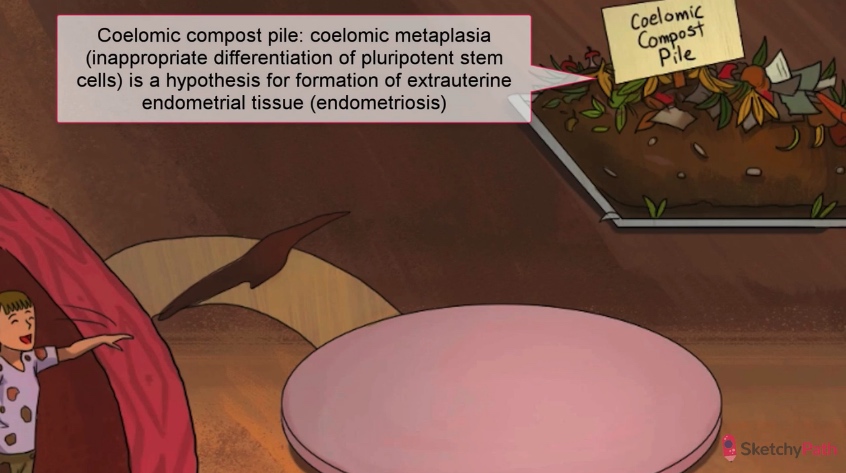 Coelomic compost pile: coelomic metaplasia
(inappropriate differentiation of pluripotent stem
cells) is a hypothesis for formation of extrauterine
endometrial tissue (endometriosis)
Coelomic
Compost
Pile
SketchyPath